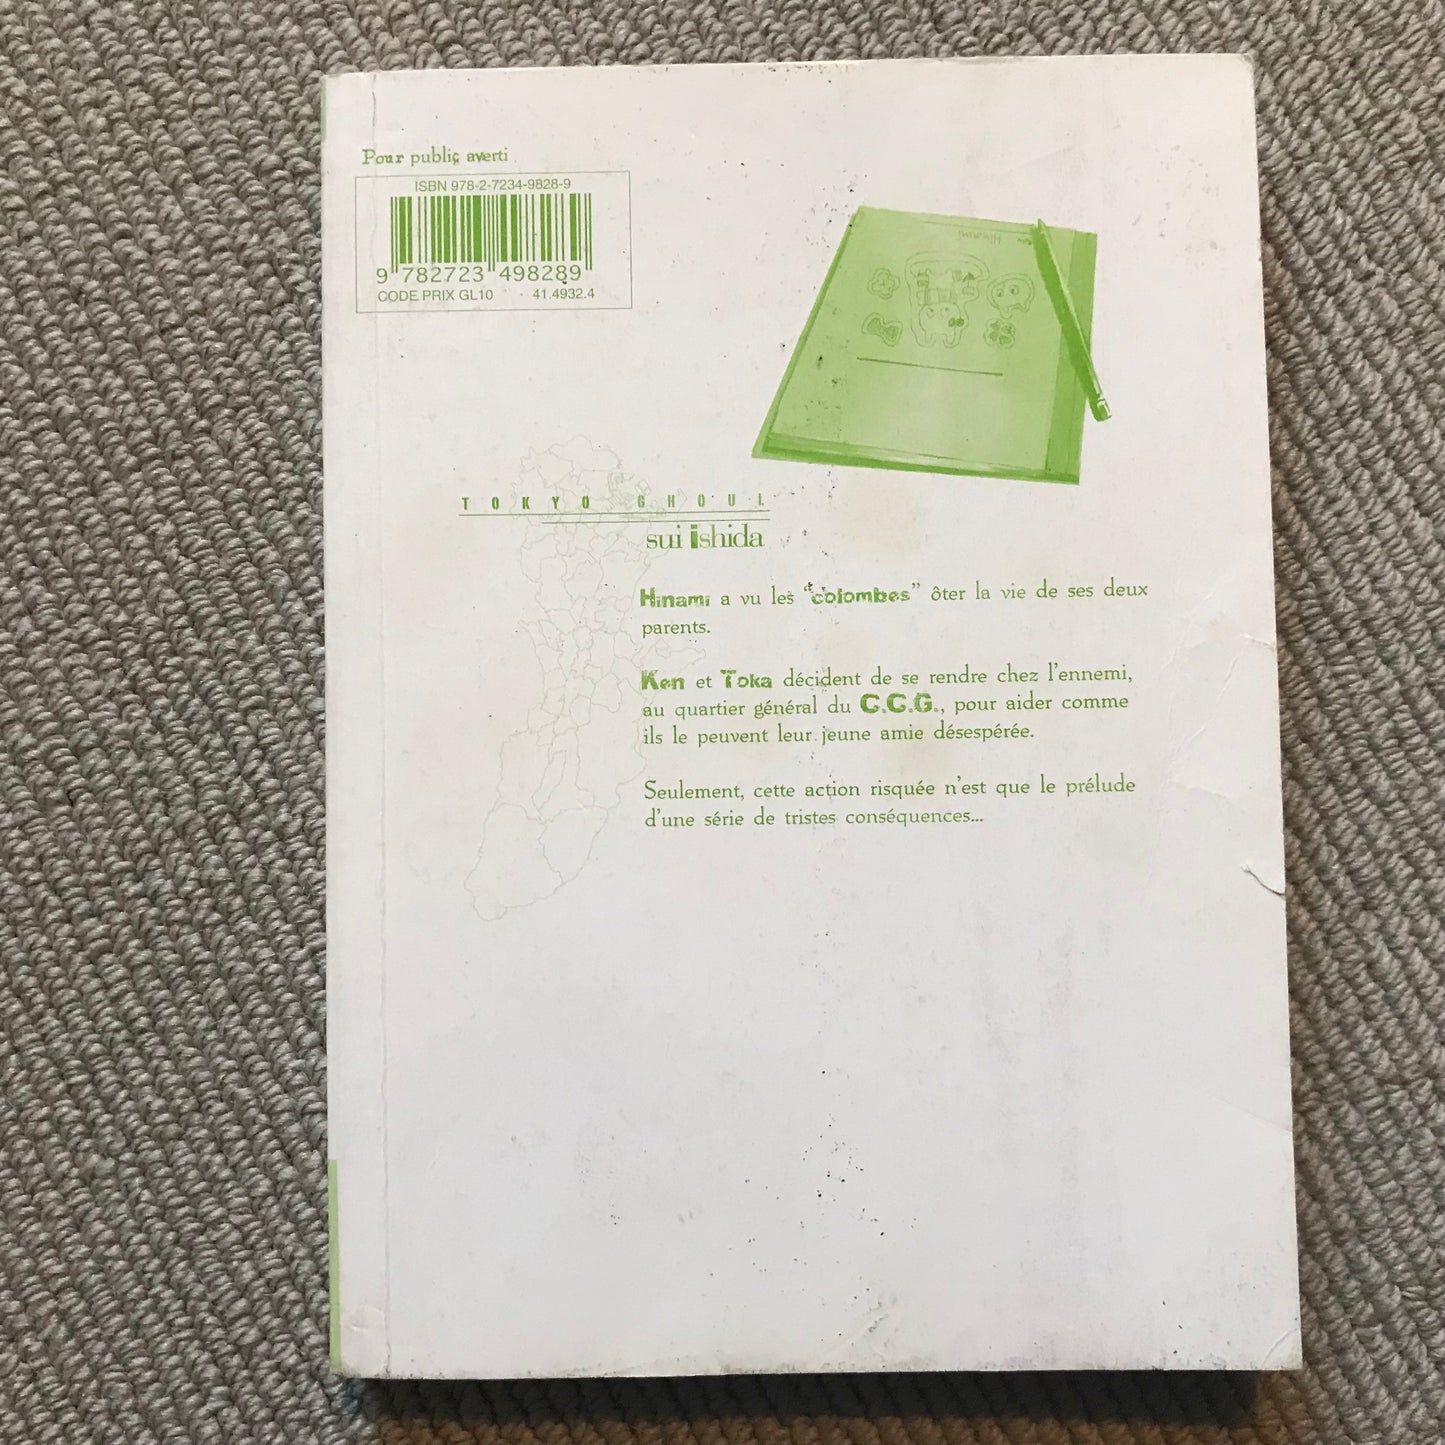 Pour public averti
ISBN 978-2-7234-9828-9
9 782723 498289
CODE PRIX GL10 41.4932.4
Hinami
TOKYO GHOUL
sui ishida
Hinami a vu les “colombes” ôter la vie de ses deux
parents.
Ken et Toka décident de se rendre chez l'ennemi,
au quartier général du C.C.G., pour aider comme
ils le peuvent leur jeune amie désespérée.
Seulement, cette action risquée n'est que le prélude
d'une série de tristes conséquences...